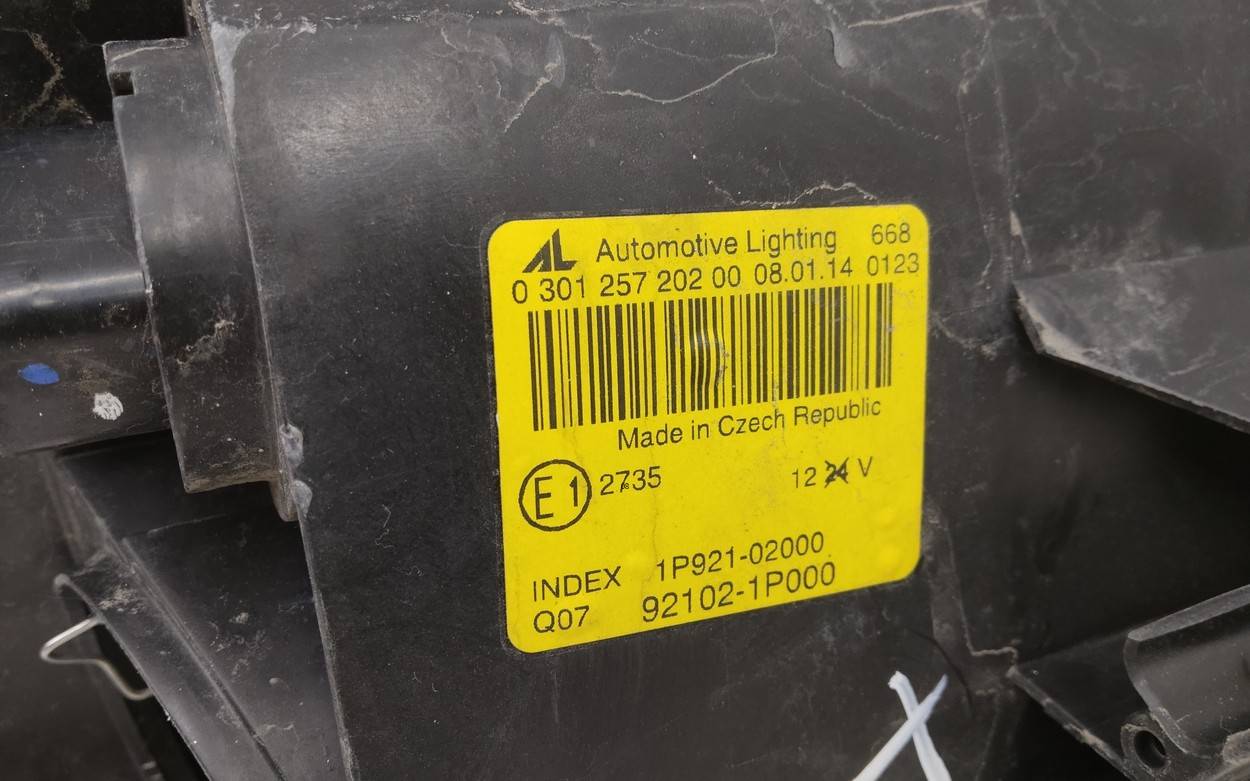 AL Automotive Lighting 668
0 301 257 202 00 08.01.14 0123
Made in Czech Republic
E1 2735 12 24 V
INDEX 1P921-02000
Q07 92102-1P000